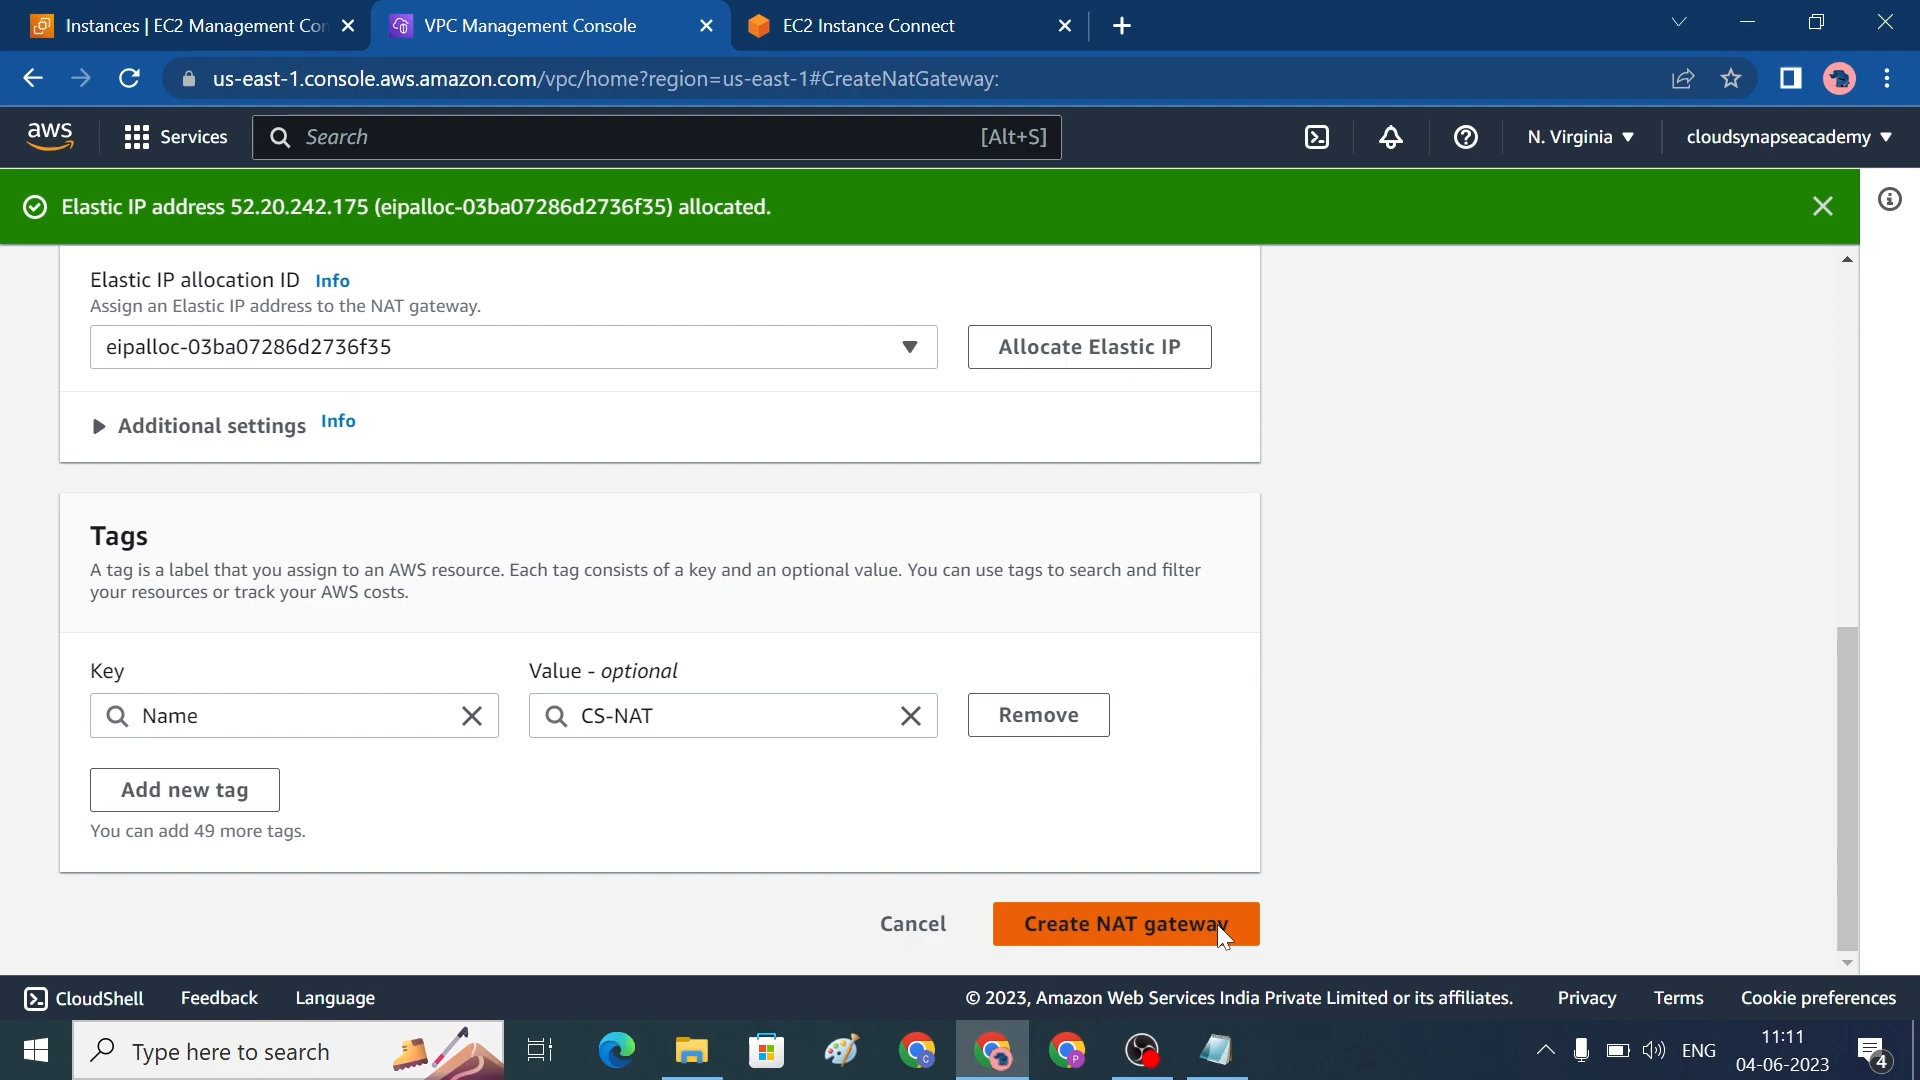 Instances | EC2 Management Con
VPC Management Console
EC2 Instance Connect
us-east-1.console.aws.amazon.com/vpc/home?region=us-east-1#CreateNatGateway:
aws
Services
Search
[Alt+S]
N. Virginia
cloudsynapseacademy
Elastic IP address 52.20.242.175 (eipalloc-03ba07286d2736f35) allocated.
Elastic IP allocation ID Info
Assign an Elastic IP address to the NAT gateway.
eipalloc-03ba07286d2736f35
Allocate Elastic IP
Additional settings Info
Tags
A tag is a label that you assign to an AWS resource. Each tag consists of a key and an optional value. You can use tags to search and filter
your resources or track your AWS costs.
Key
Value - optional
Name
CS-NAT
Remove
Add new tag
You can add 49 more tags.
Cancel
Create NAT gateway
CloudShell
Feedback
Language
© 2023, Amazon Web Services India Private Limited or its affiliates.
Privacy
Terms
Cookie preferences
Type here to search
C
P
ENG
11:11
04-06-2023
4